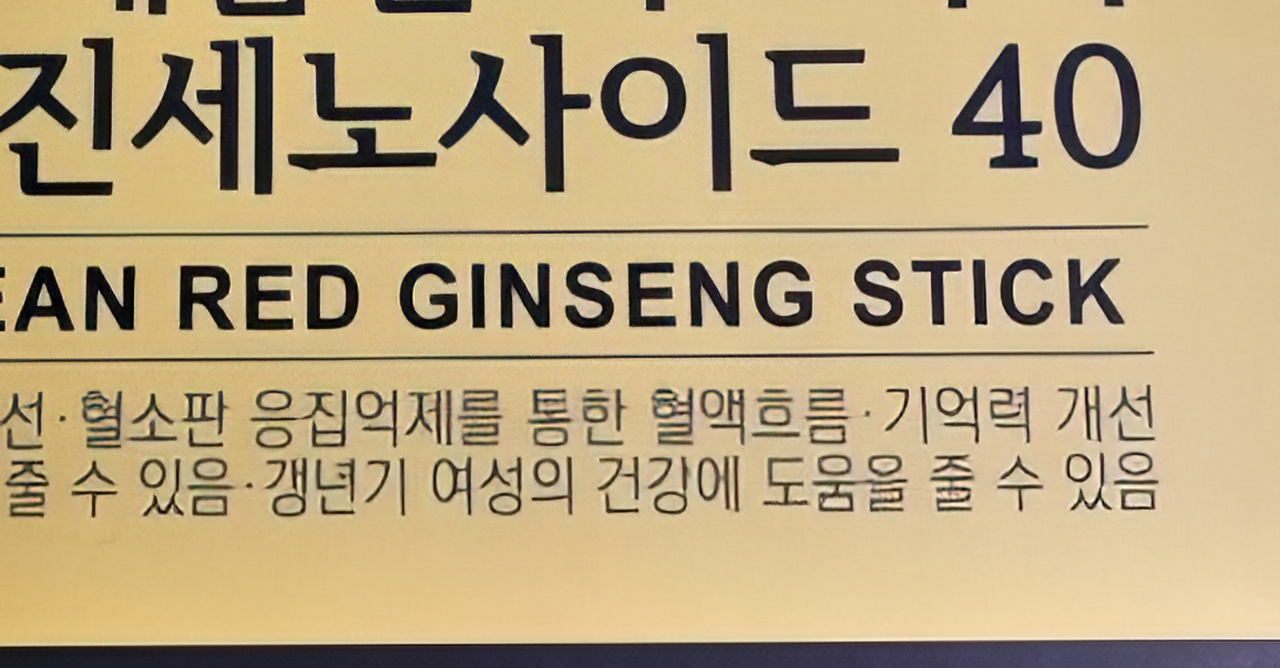 진세노사이드 40
EAN RED GINSENG STICK
선·혈소판 응집억제를 통한 혈액흐름·기억력 개선
줄 수 있음·갱년기 여성의 건강에 도움을 줄 수 있음